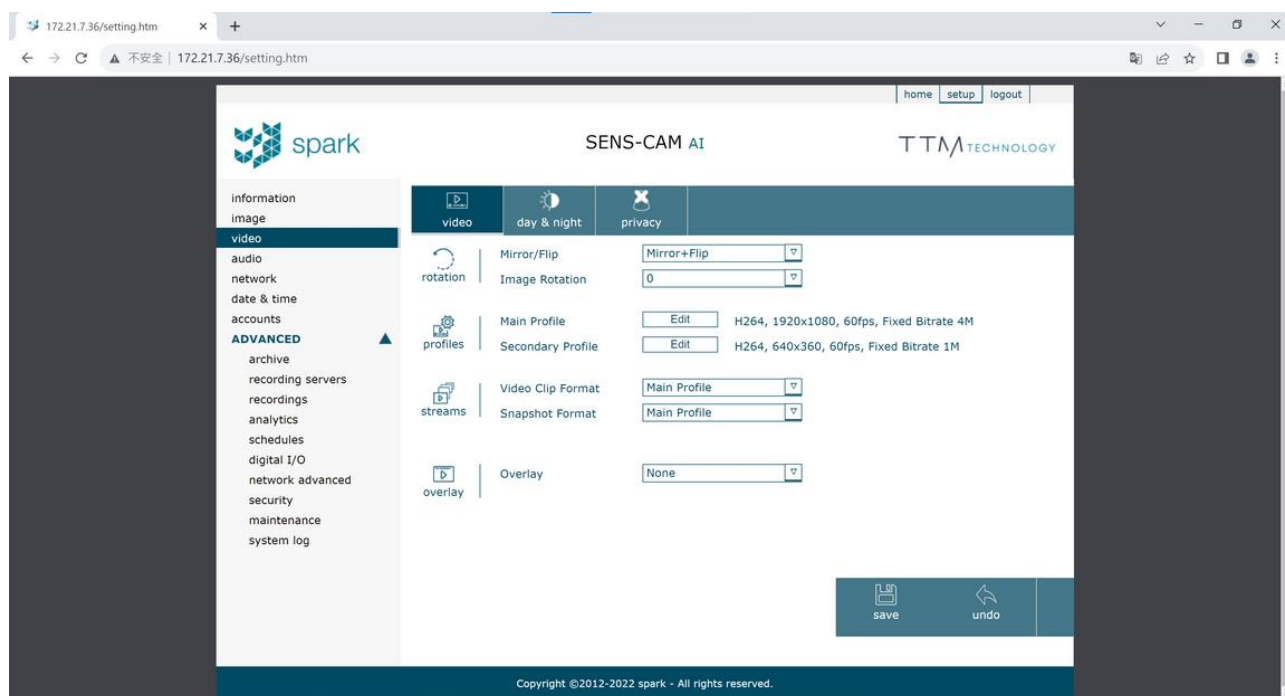 172.21.7.36/setting.htm
不安全 | 172.21.7.36/setting.htm
home setup logout
spark
SENS-CAM AI
TTM TECHNOLOGY
information
image
video
audio
network
date & time
accounts
ADVANCED
archive
recording servers
recordings
analytics
schedules
digital I/O
network advanced
security
maintenance
system log
video day & night privacy
rotation
Mirror/Flip Mirror+Flip
Image Rotation 0
profiles
Main Profile Edit H264, 1920x1080, 60fps, Fixed Bitrate 4M
Secondary Profile Edit H264, 640x360, 60fps, Fixed Bitrate 1M
streams
Video Clip Format Main Profile
Snapshot Format Main Profile
overlay
Overlay None
save undo
Copyright ©2012-2022 spark - All rights reserved.